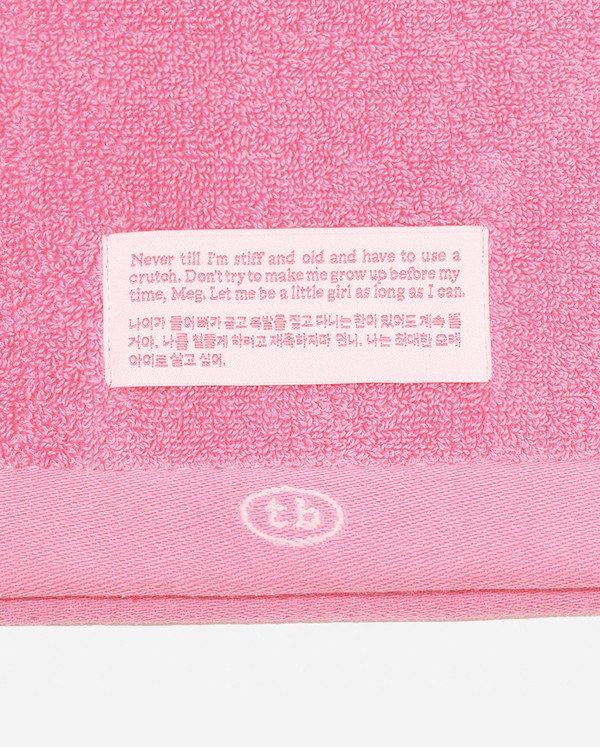 Never till I'm stiff and old and have to use a
crutch. Don't try to make me grow up before my
time, Meg. Let me be a little girl as long as I can.
나이가 들어 뼈가 굳고 목발을 짚고 다니는 한이 있어도 계속 뛸
거야. 나를 힘들게 하려고 재촉하지마 언니. 나는 최대한 오래
아이로 살고 싶어.
tb